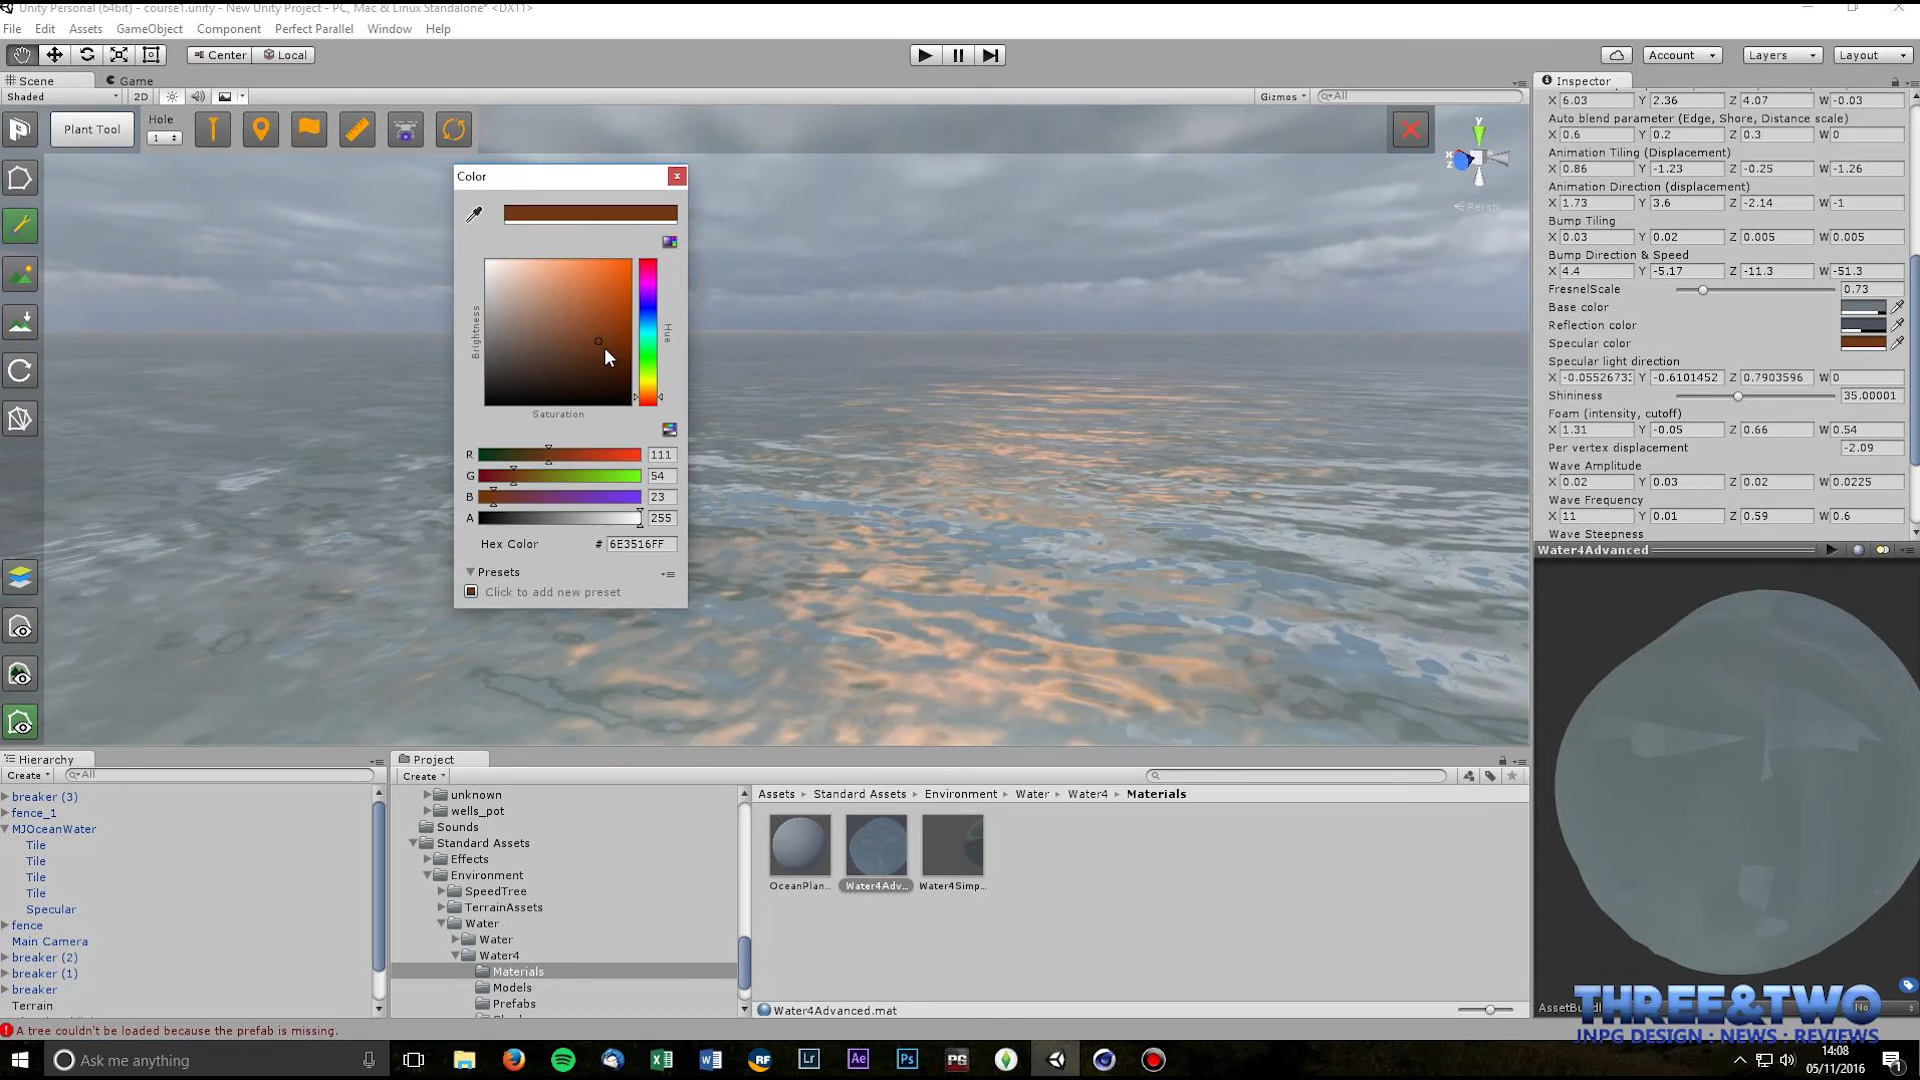 Unity Personal (64bit) - course1.unity - New Unity Project - PC, Mac & Linux Standalone* <DX11>
File Edit Assets GameObject Component Perfect Parallel Window Help
Center Local Account Layers Layout
Scene Game
Shaded 2D Gizmos All
Plant Tool Hole 1
y x z
Persp
Color
Brightness
Hue
Saturation
R 111
G 54
B 23
A 255
Hex Color # 6E3516FF
Presets
Click to add new preset
Inspector
X 6.03 Y 2.36 Z 4.07 W -0.03
Auto blend parameter (Edge, Shore, Distance scale)
X 0.6 Y 0.2 Z 0.3 W 0
Animation Tiling (Displacement)
X 0.86 Y -1.23 Z -0.25 W -1.26
Animation Direction (displacement)
X 1.73 Y 3.6 Z -2.14 W -1
Bump Tiling
X 0.03 Y 0.02 Z 0.005 W 0.005
Bump Direction & Speed
X 4.4 Y -5.17 Z -11.3 W -51.3
FresnelScale 0.73
Base color
Reflection color
Specular color
Specular light direction
X -0.0552673 Y -0.6101452 Z 0.7903596 W 0
Shininess 35.00001
Foam (intensity, cutoff)
X 1.31 Y -0.05 Z 0.66 W 0.54
Per vertex displacement -2.09
Wave Amplitude
X 0.02 Y 0.03 Z 0.02 W 0.0225
Wave Frequency
X 11 Y 0.01 Z 0.59 W 0.6
Wave Steepness
Water4Advanced
Hierarchy
Create All
breaker (3)
fence_1
MJOceanWater
Tile
Tile
Tile
Tile
Specular
fence
Main Camera
breaker (2)
breaker (1)
breaker
Terrain
Project
Create
unknown
wells_pot
Sounds
Standard Assets
Effects
Environment
SpeedTree
TerrainAssets
Water
Water
Water4
Materials
Models
Prefabs
Assets Standard Assets Environment Water Water4 Materials
OceanPlan... Water4Adv... Water4Simp...
Water4Advanced.mat
AssetBundl No
THREE&TWO
JNPG DESIGN : NEWS : REVIEWS
A tree couldn't be loaded because the prefab is missing.
Ask me anything RF Lr Ae Ps PG
14:08
05/11/2016
1